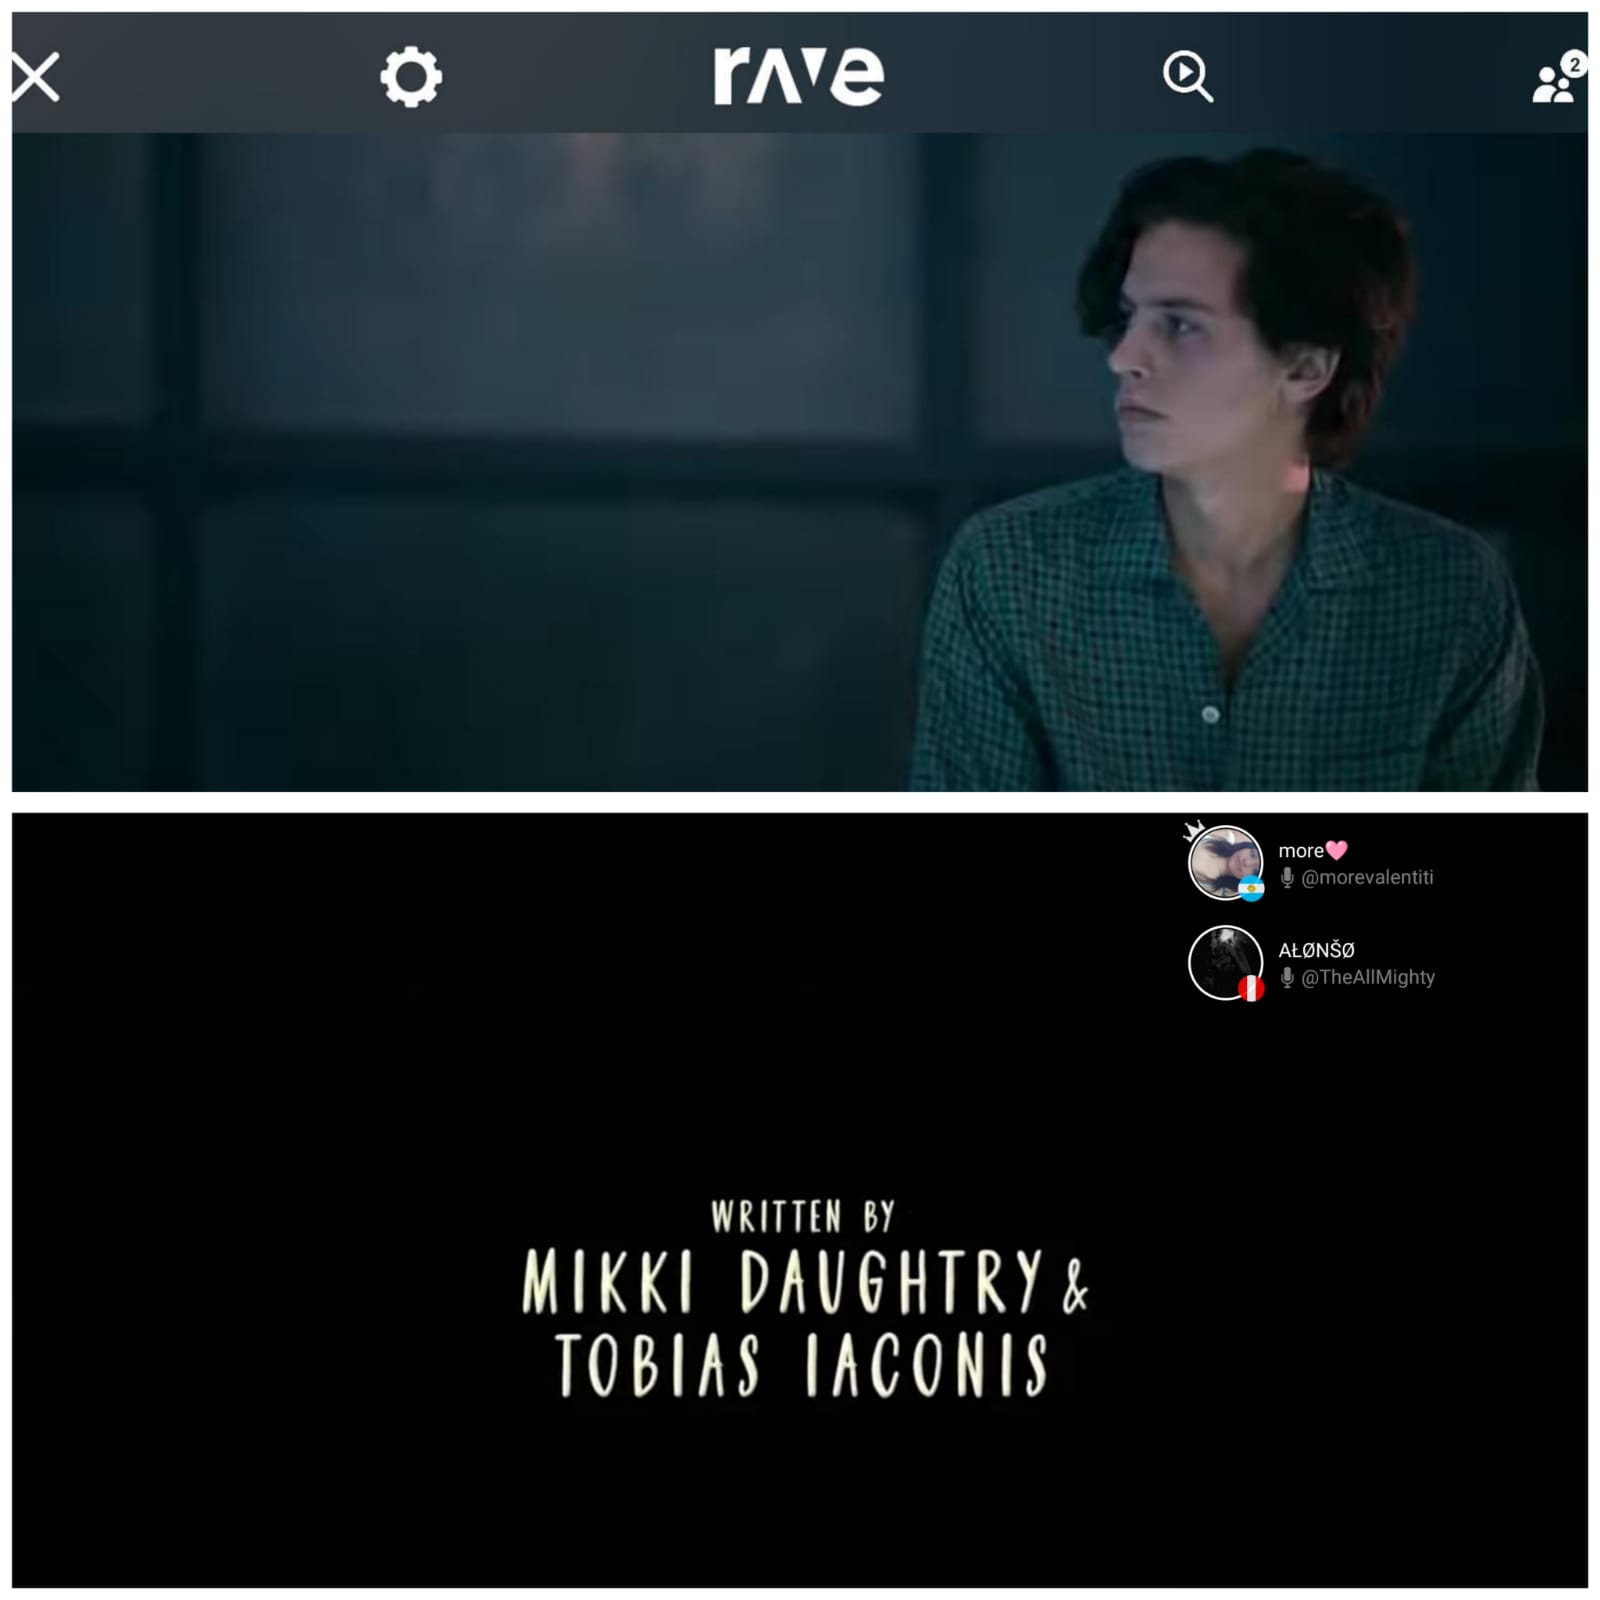 rave
2
more🩷
@morevalentiti
AŁØNŠØ
@TheAllMighty
WRITTEN BY
MIKKI DAUGHTRY &
TOBIAS IACONIS